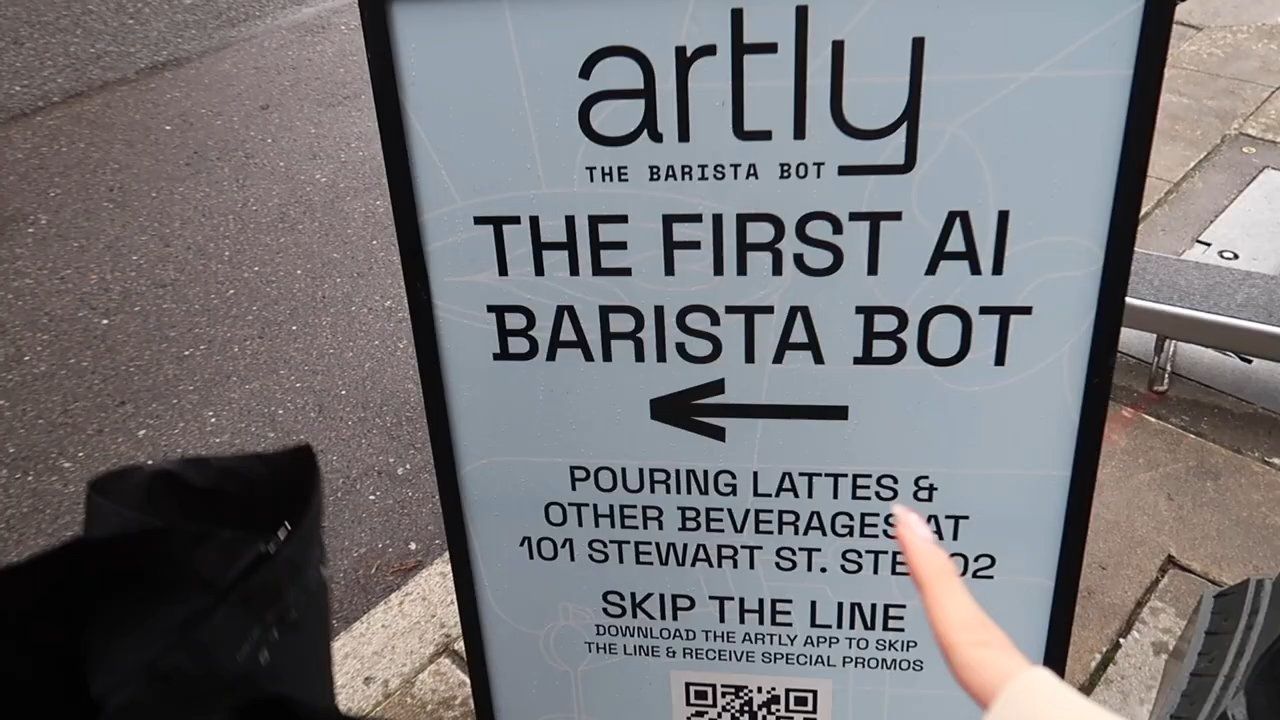 artly
THE BARISTA BOT
THE FIRST AI
BARISTA BOT
POURING LATTES &
OTHER BEVERAGES AT
101 STEWART ST. STE
SKIP THE LINE
DOWNLOAD THE ARTLY APP TO SKIP
THE LINE & RECEIVE SPECIAL PROMOS